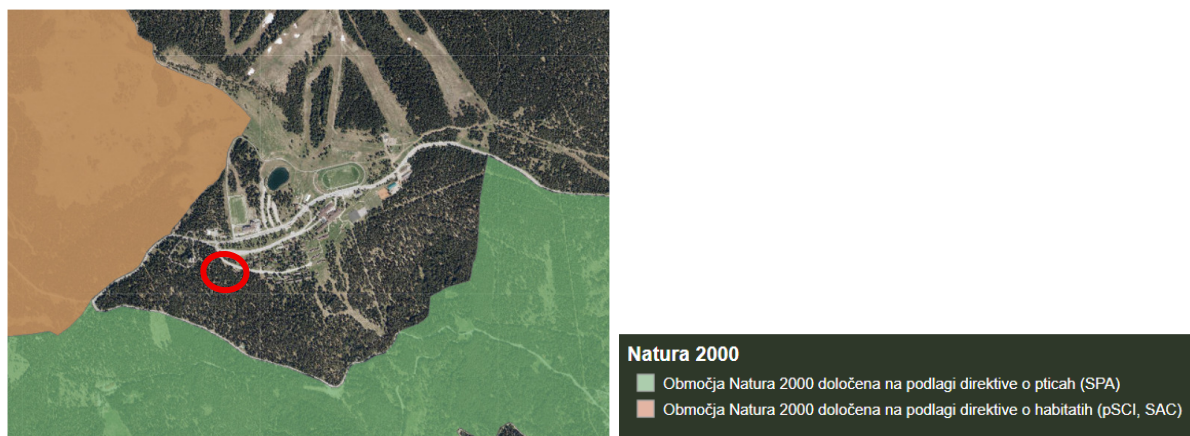 Natura 2000
Območja Natura 2000 določena na podlagi direktive o pticah (SPA)
Območja Natura 2000 določena na podlagi direktive o habitatih (pSCI, SAC)